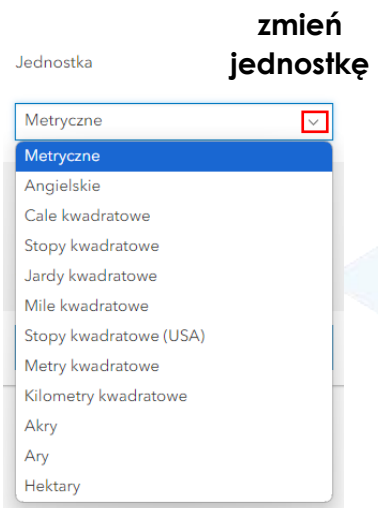 zmień
jednostkę
Jednostka
Metryczne
Metryczne
Angielskie
Cale kwadratowe
Stopy kwadratowe
Jardy kwadratowe
Mile kwadratowe
Stopy kwadratowe (USA)
Metry kwadratowe
Kilometry kwadratowe
Akry
Ary
Hektary